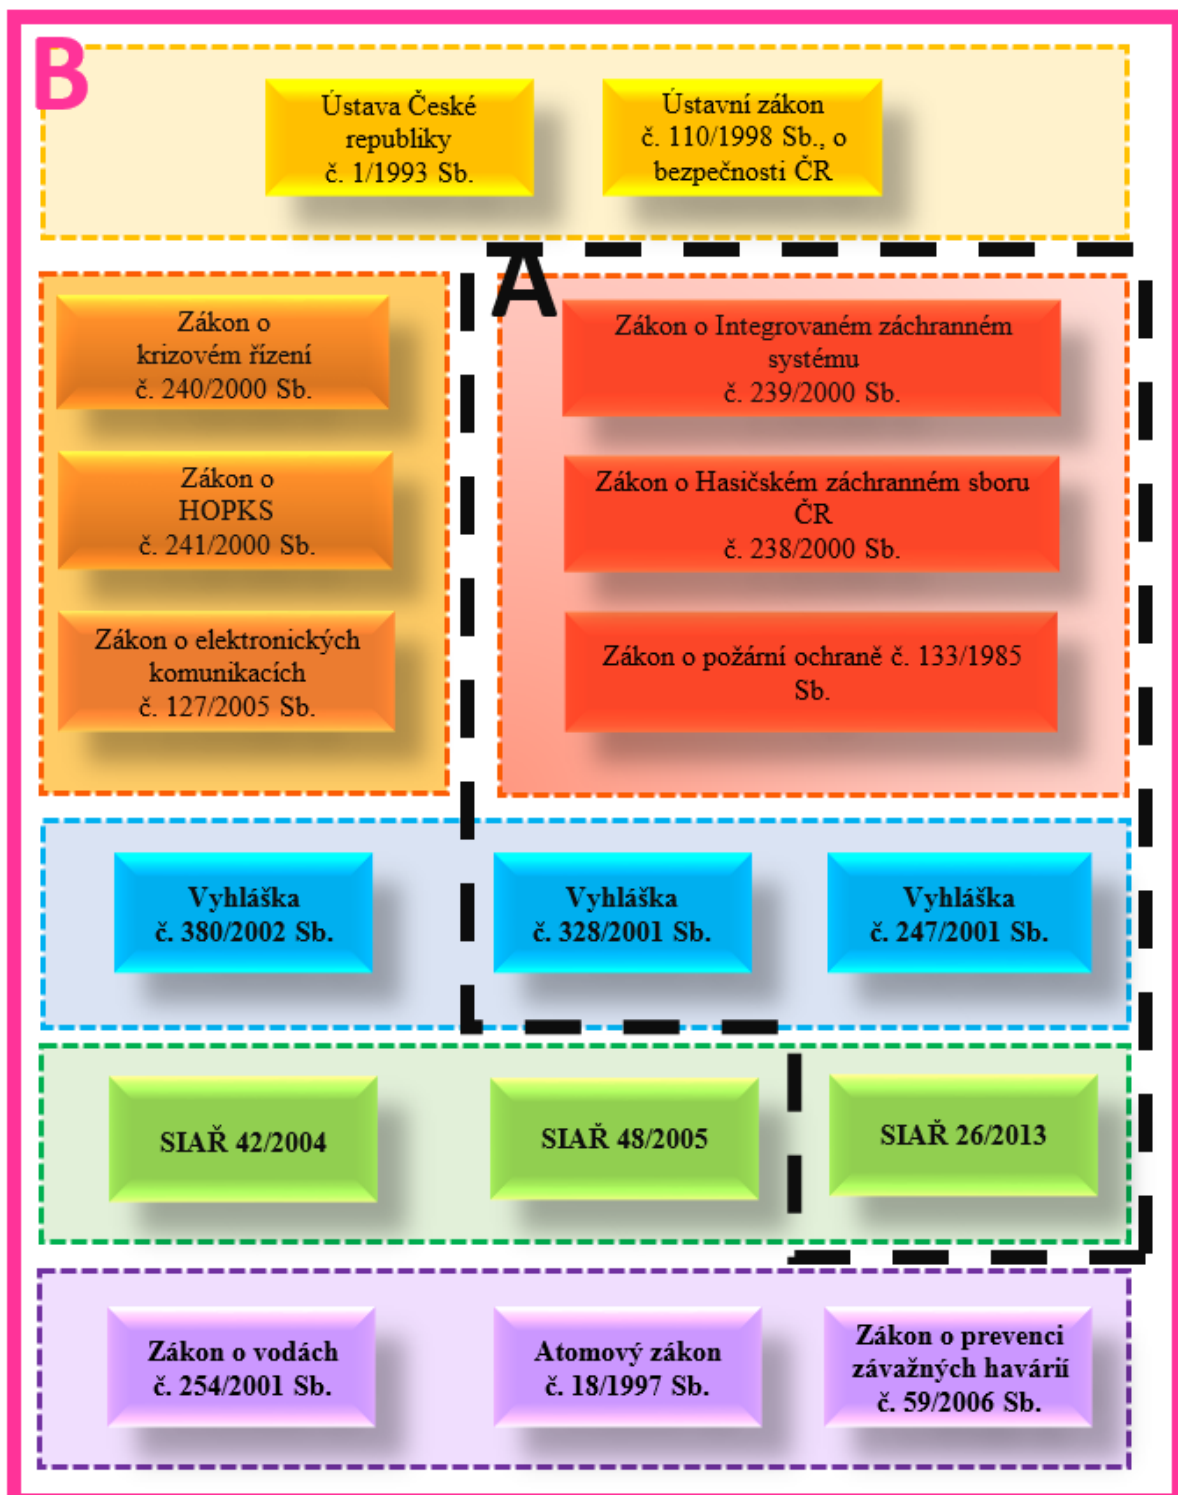 B
Ústava České
republiky
č. 1/1993 Sb.
Ústavní zákon
č. 110/1998 Sb., o
bezpečnosti ČR
A
Zákon o
krizovém řízení
č. 240/2000 Sb.
Zákon o
HOPKS
č. 241/2000 Sb.
Zákon o elektronických
komunikacích
č. 127/2005 Sb.
Zákon o Integrovaném záchranném
systému
č. 239/2000 Sb.
Zákon o Hasičském záchranném sboru
ČR
č. 238/2000 Sb.
Zákon o požární ochraně č. 133/1985
Sb.
Vyhláška
č. 380/2002 Sb.
Vyhláška
č. 328/2001 Sb.
Vyhláška
č. 247/2001 Sb.
SIAŘ 42/2004
SIAŘ 48/2005
SIAŘ 26/2013
Zákon o vodách
č. 254/2001 Sb.
Atomový zákon
č. 18/1997 Sb.
Zákon o prevenci
závažných havárií
č. 59/2006 Sb.